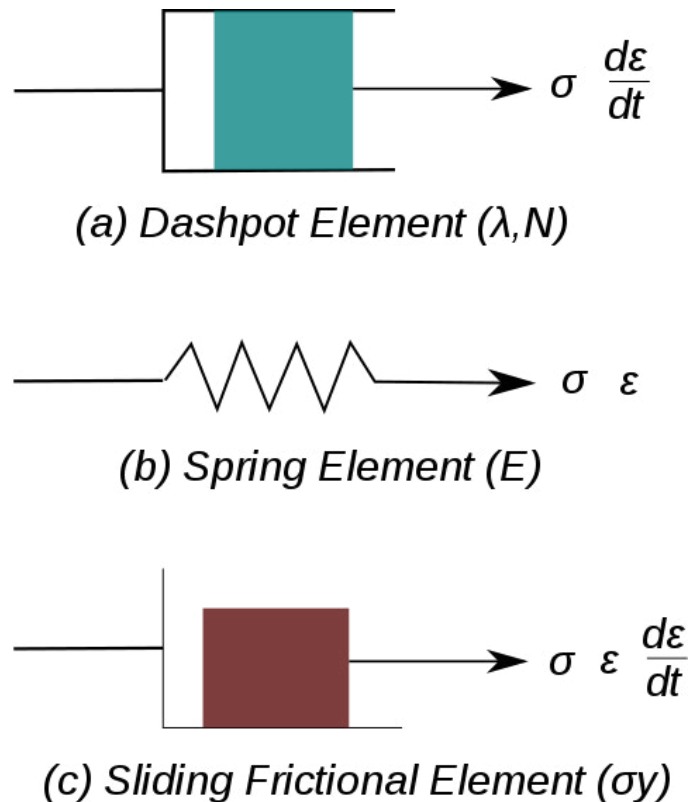 σ dε/dt
(a) Dashpot Element (λ,N)
σ ε
(b) Spring Element (E)
σ ε dε/dt
(c) Sliding Frictional Element (σy)